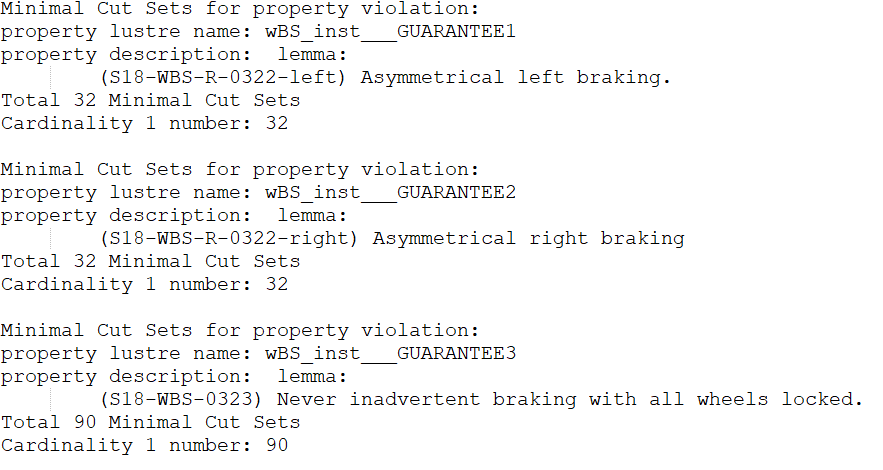 Minimal Cut Sets for property violation:
property lustre name: wBS_inst___GUARANTEE1
property description:  lemma:
        (S18-WBS-R-0322-left) Asymmetrical left braking.
Total 32 Minimal Cut Sets
Cardinality 1 number: 32

Minimal Cut Sets for property violation:
property lustre name: wBS_inst___GUARANTEE2
property description:  lemma:
        (S18-WBS-R-0322-right) Asymmetrical right braking
Total 32 Minimal Cut Sets
Cardinality 1 number: 32

Minimal Cut Sets for property violation:
property lustre name: wBS_inst___GUARANTEE3
property description:  lemma:
        (S18-WBS-0323) Never inadvertent braking with all wheels locked.
Total 90 Minimal Cut Sets
Cardinality 1 number: 90